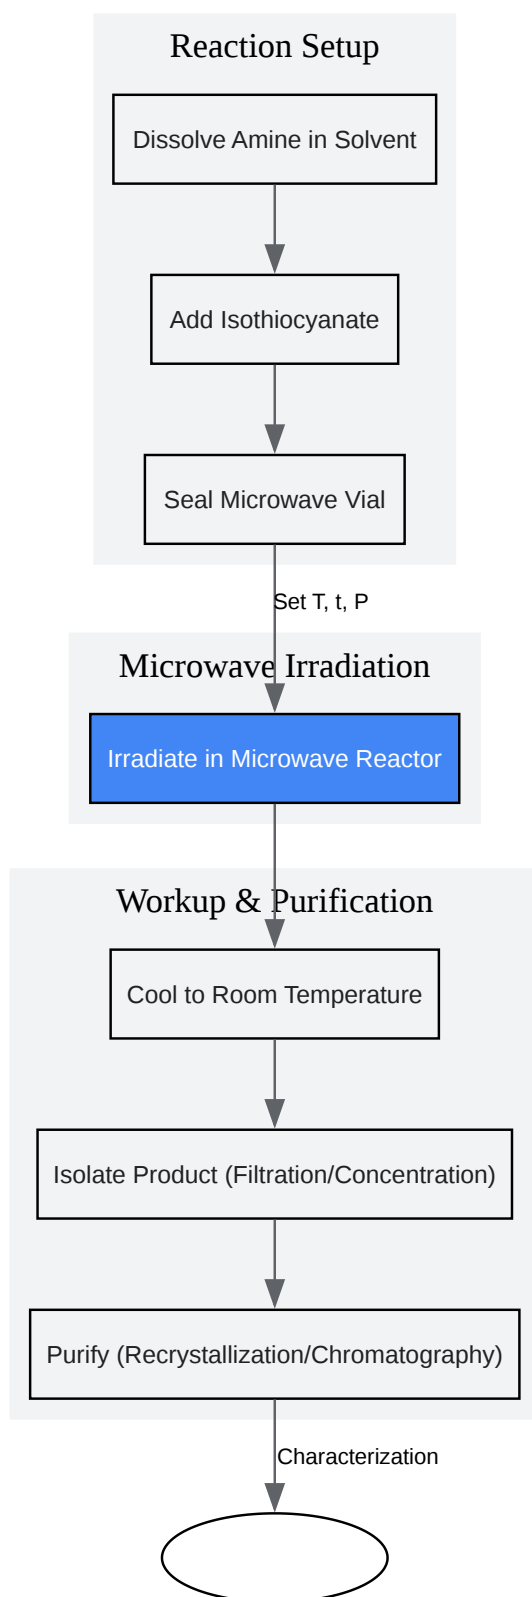 Reaction Setup
Dissolve Amine in Solvent
Add Isothiocyanate
Seal Microwave Vial
Set T, t, P
Microwave Irradiation
Irradiate in Microwave Reactor
Workup & Purification
Cool to Room Temperature
Isolate Product (Filtration/Concentration)
Purify (Recrystallization/Chromatography)
Characterization